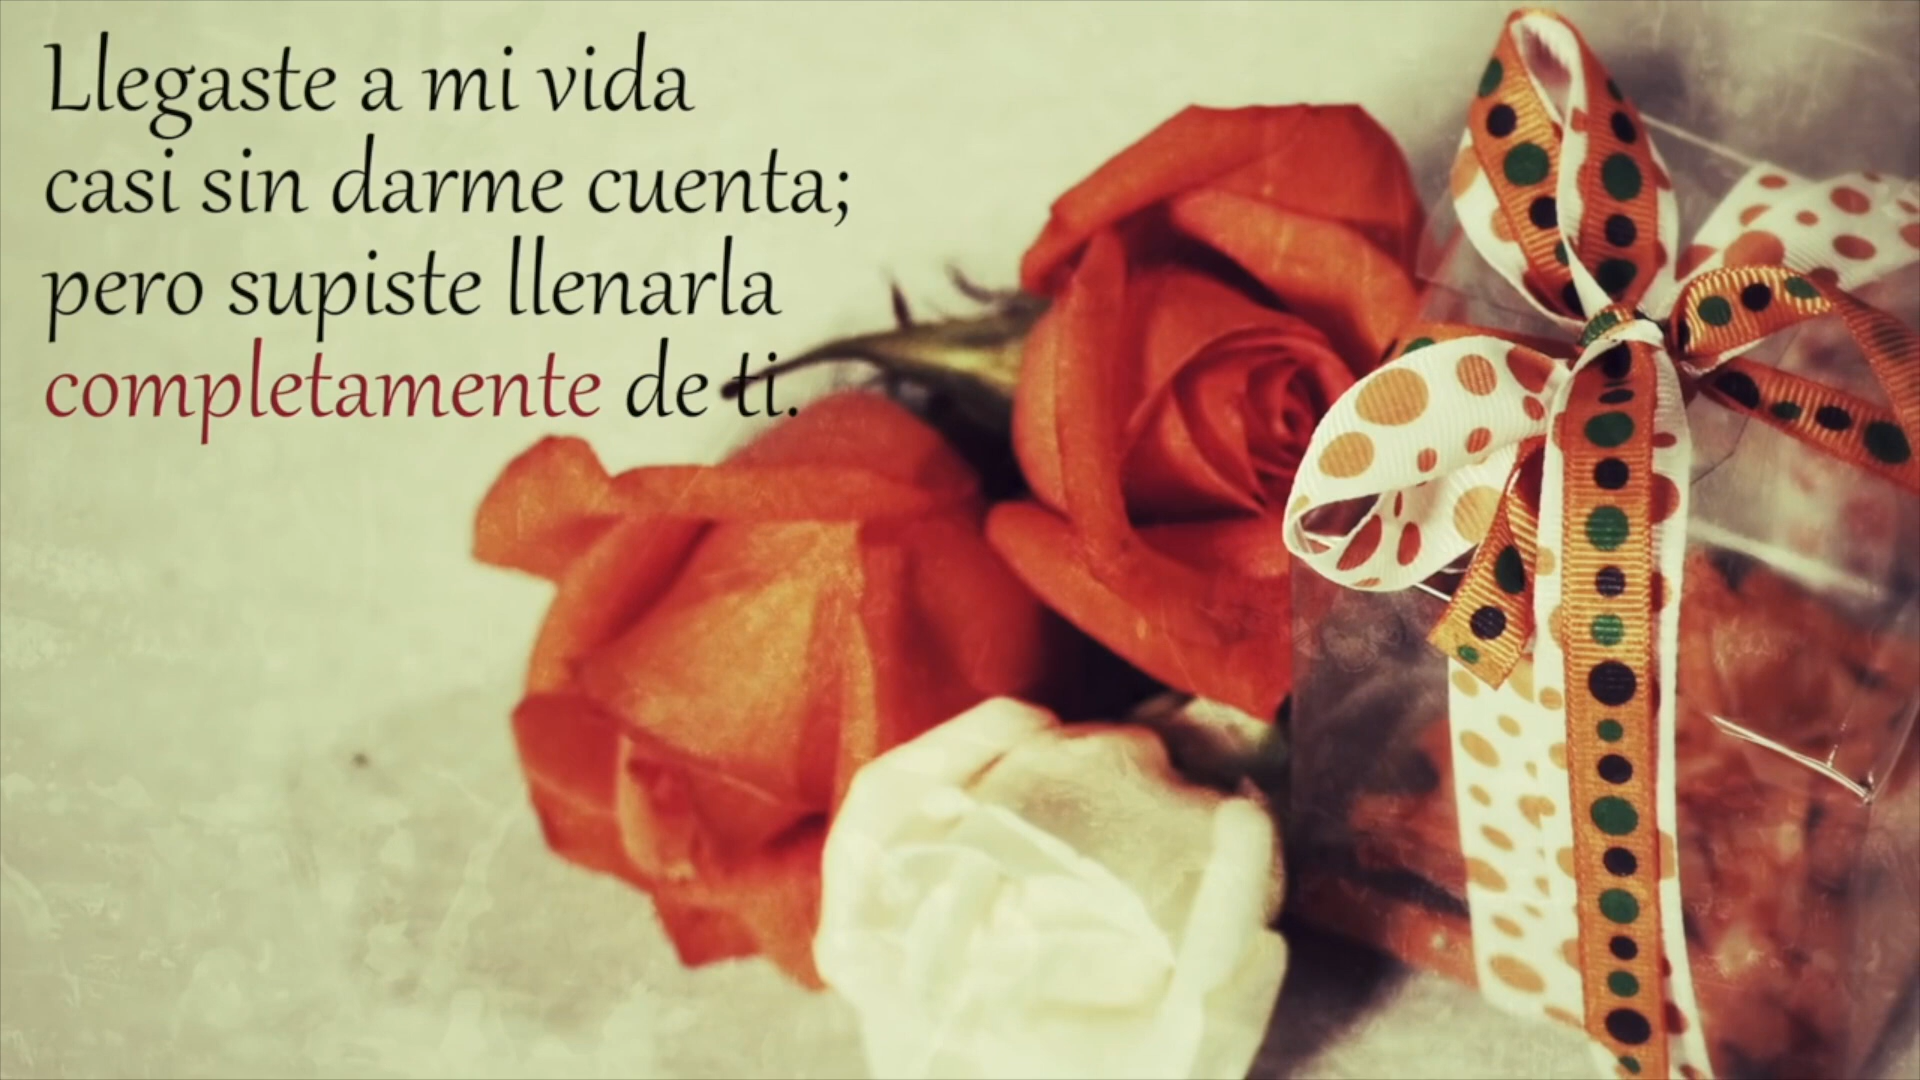 Llegaste a mi vida
casi sin darme cuenta;
pero supiste llenarla
completamente de ti.